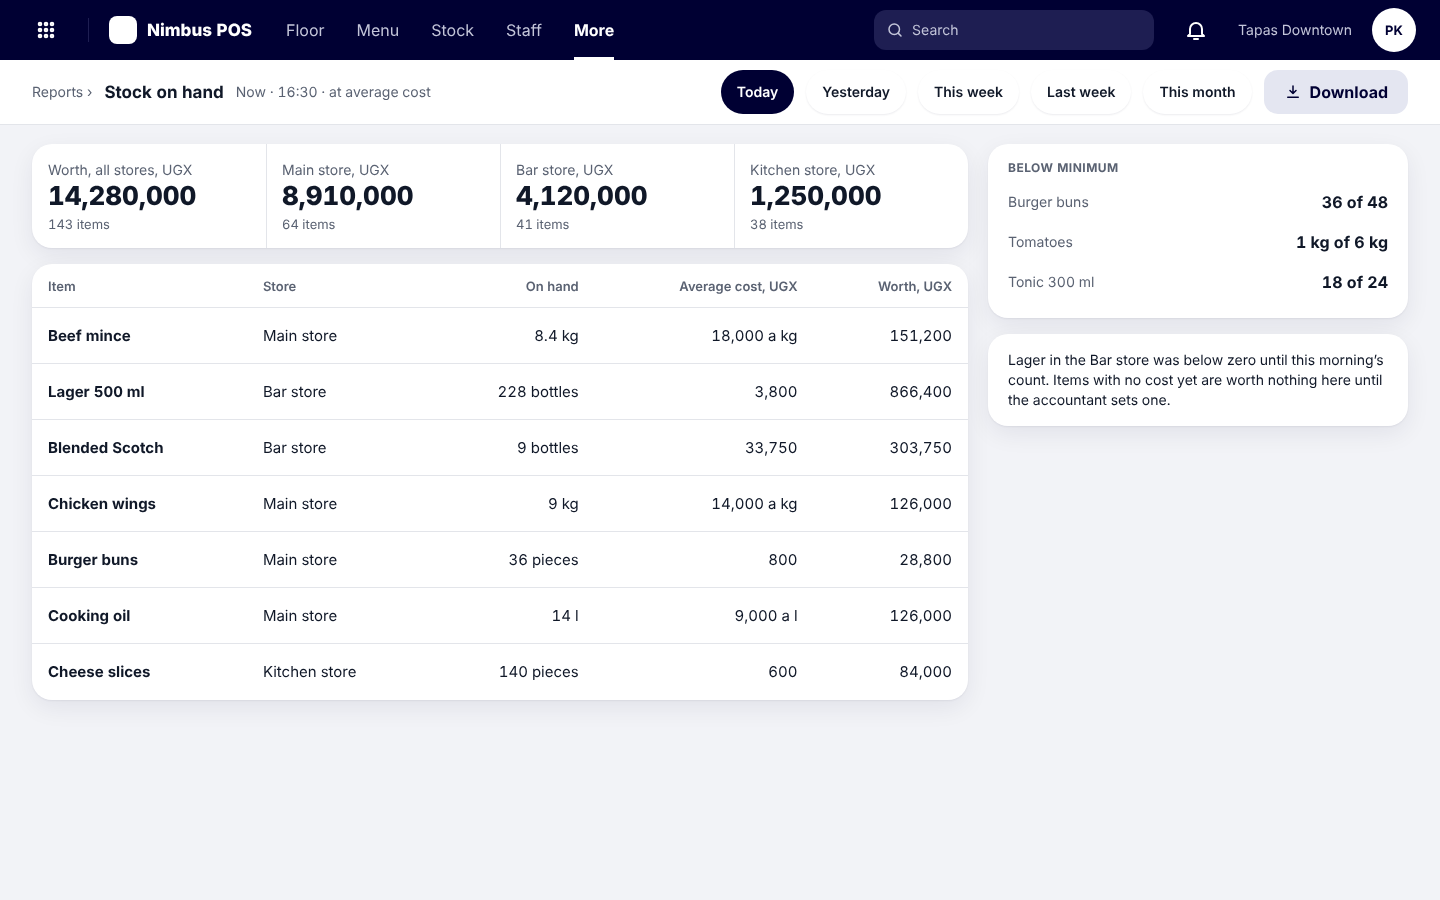 Nimbus POS
Floor
Menu
Stock
Staff
More
Search
Tapas Downtown
PK
Reports ›
Stock on hand
Now · 16:30 · at average cost
Today
Yesterday
This week
Last week
This month
Download
Worth, all stores, UGX
14,280,000
143 items
Main store, UGX
8,910,000
64 items
Bar store, UGX
4,120,000
41 items
Kitchen store, UGX
1,250,000
38 items
Item Store On hand Average cost, UGX Worth, UGX
Beef mince Main store 8.4 kg 18,000 a kg 151,200
Lager 500 ml Bar store 228 bottles 3,800 866,400
Blended Scotch Bar store 9 bottles 33,750 303,750
Chicken wings Main store 9 kg 14,000 a kg 126,000
Burger buns Main store 36 pieces 800 28,800
Cooking oil Main store 14 l 9,000 a l 126,000
Cheese slices Kitchen store 140 pieces 600 84,000
BELOW MINIMUM
Burger buns 36 of 48
Tomatoes 1 kg of 6 kg
Tonic 300 ml 18 of 24
Lager in the Bar store was below zero until this morning’s
count. Items with no cost yet are worth nothing here until
the accountant sets one.